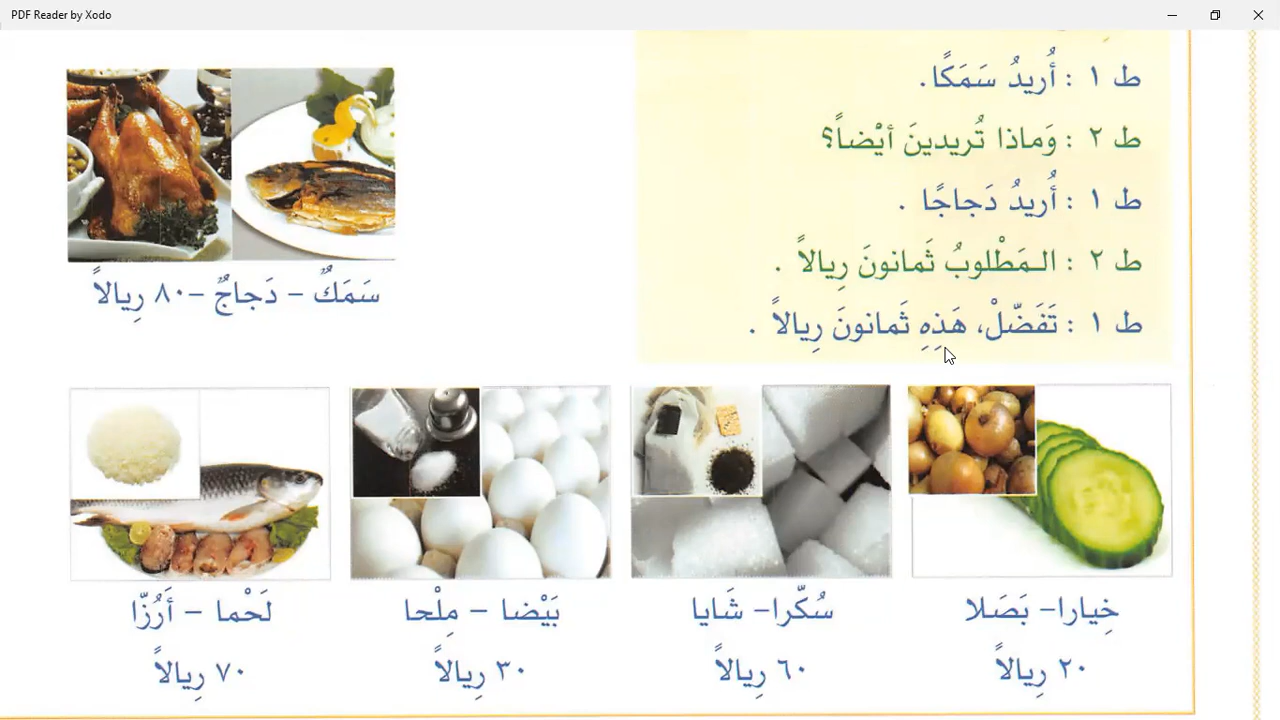 PDF Reader by Xodo
ط ١ : أُريدُ سَمَكًا.
ط ٢ : وَماذا تُريدينَ أيْضاً؟
ط ١ : أُريدُ دَجاجًا .
ط ٢ : الـمَطْلوبُ ثَمانونَ رِيالاً .
ط ١ : تَفَضّلْ، هَذِهِ ثَمانونَ رِيالاً .
سَمَكٌ – دَجاجٌ –٨٠ رِيالاً
خِيارا– بَصَلا
٢٠ رِيالاً
سُكّرا– شَايا
٦٠ رِيالاً
بَيْضا – مِلْحا
٣٠ رِيالاً
لَحْما – أَرُزّا
٧٠ رِيالاً